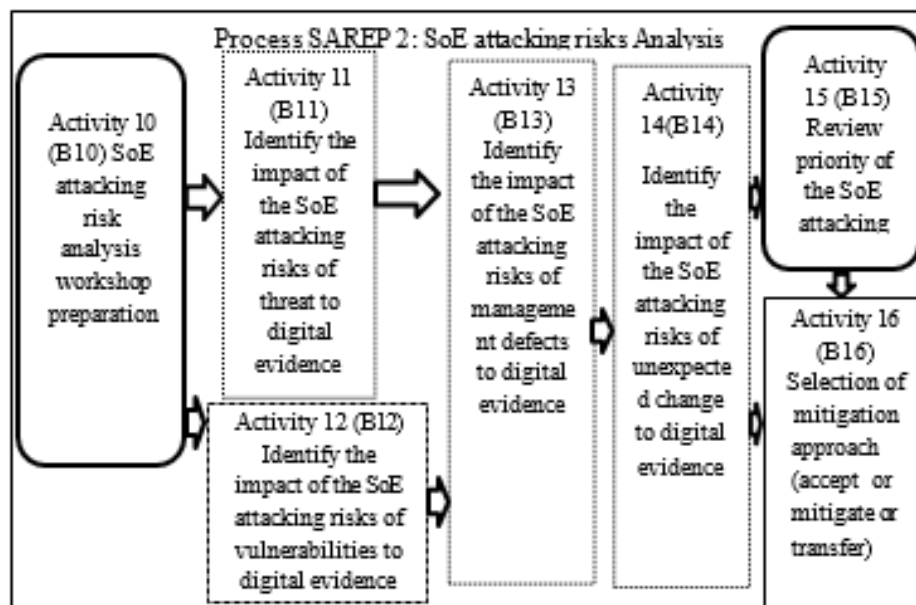 Process SAREP 2: SoE attacking risks Analysis
Activity 10
(B10) SoE
attacking
risk
analysis
workshop
preparation
Activity 11
(B11)
Identify the
impact of
the SoE
attacking
risks of
threat to
digital
evidence
Activity 12 (B12)
Identify the
impact of the SoE
attacking risks of
vulnerabilities to
digital evidence
Activity 13
(B13)
Identify
the impact
of the SoE
attacking
risks of
manageme
nt defects
to digital
evidence
Activity
14(B14)
Identify
the
impact of
the SoE
attacking
risks of
unexpecte
d change
to digital
evidence
Activity
15 (B15)
Review
priority of
the SoE
attacking
Activity 16
(B16)
Selection of
mitigation
approach
(accept or
mitigate or
transfer)